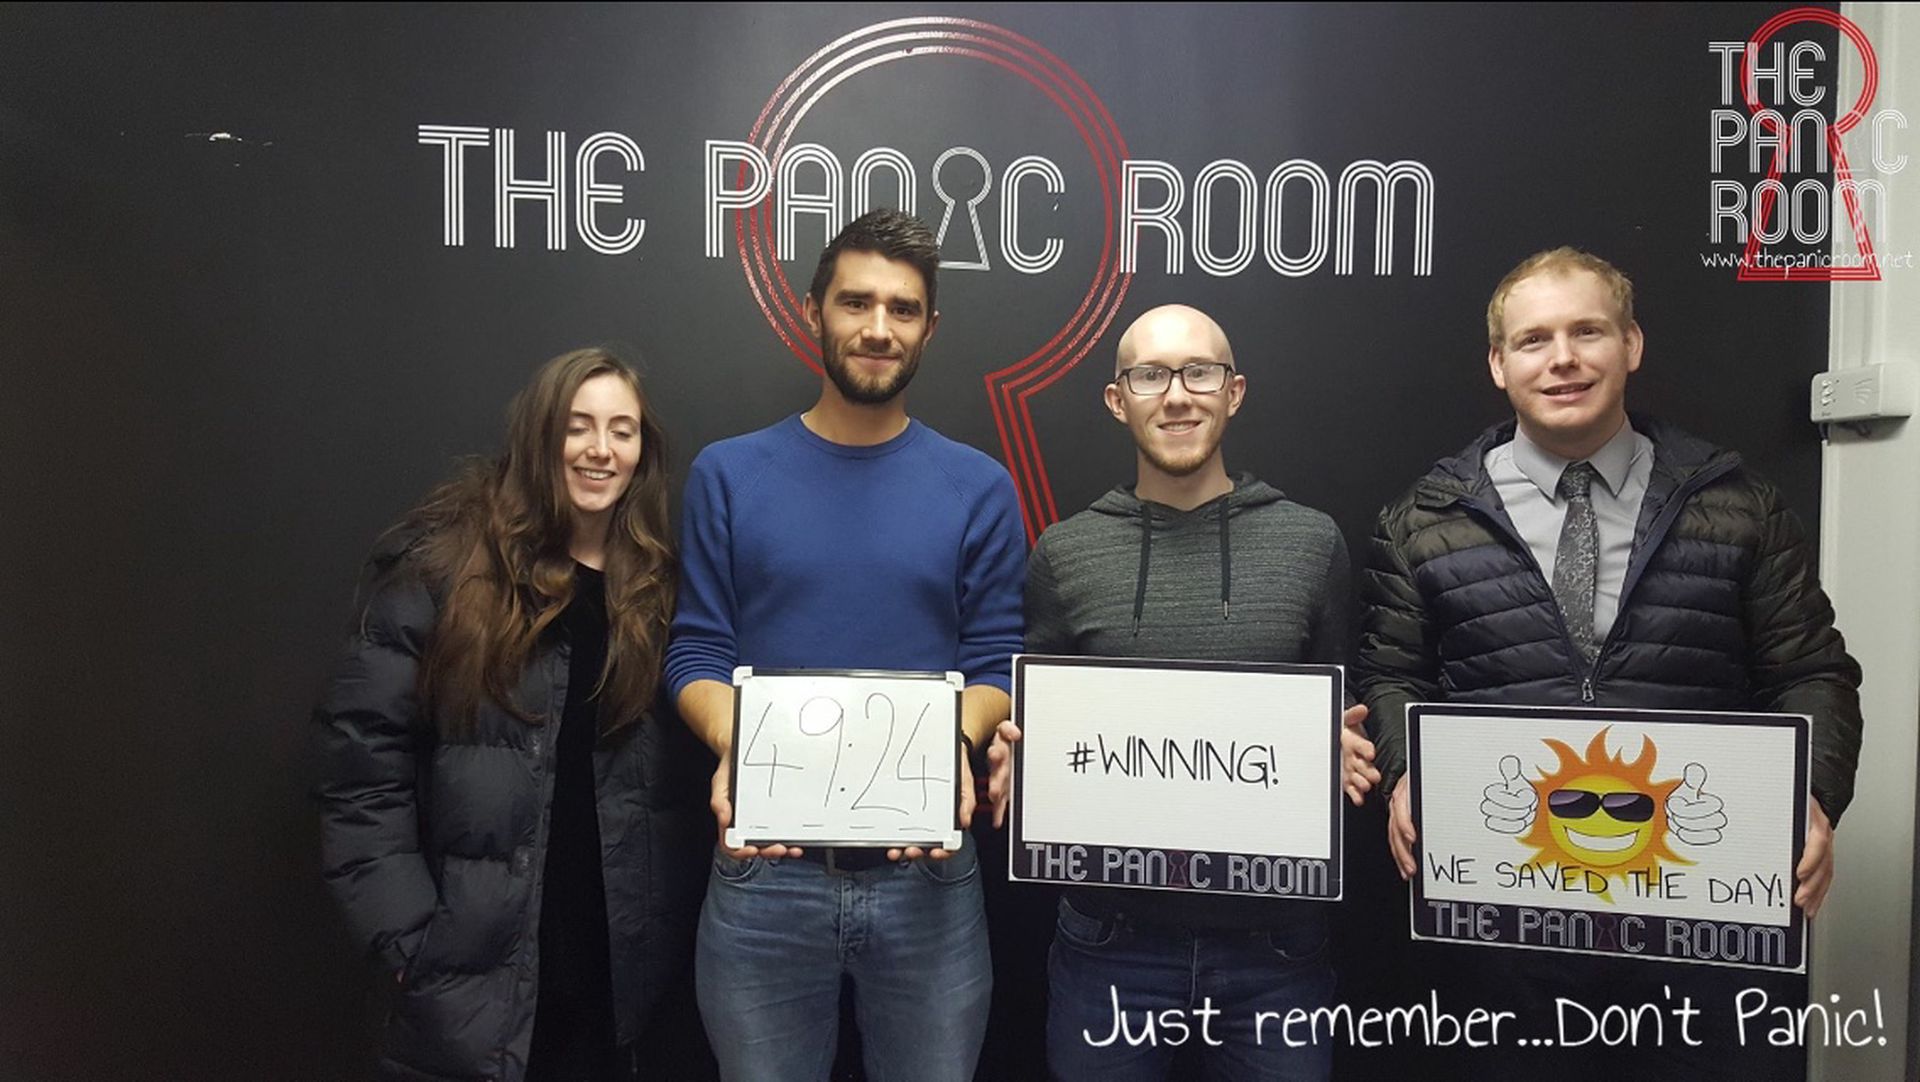 THE PANIC ROOM
THE
PANIC
ROOM
www.thepanicroom.net
49:24
#WINNING!
THE PANIC ROOM
WE SAVED THE DAY!
THE PANIC ROOM
Just remember...Don't Panic!